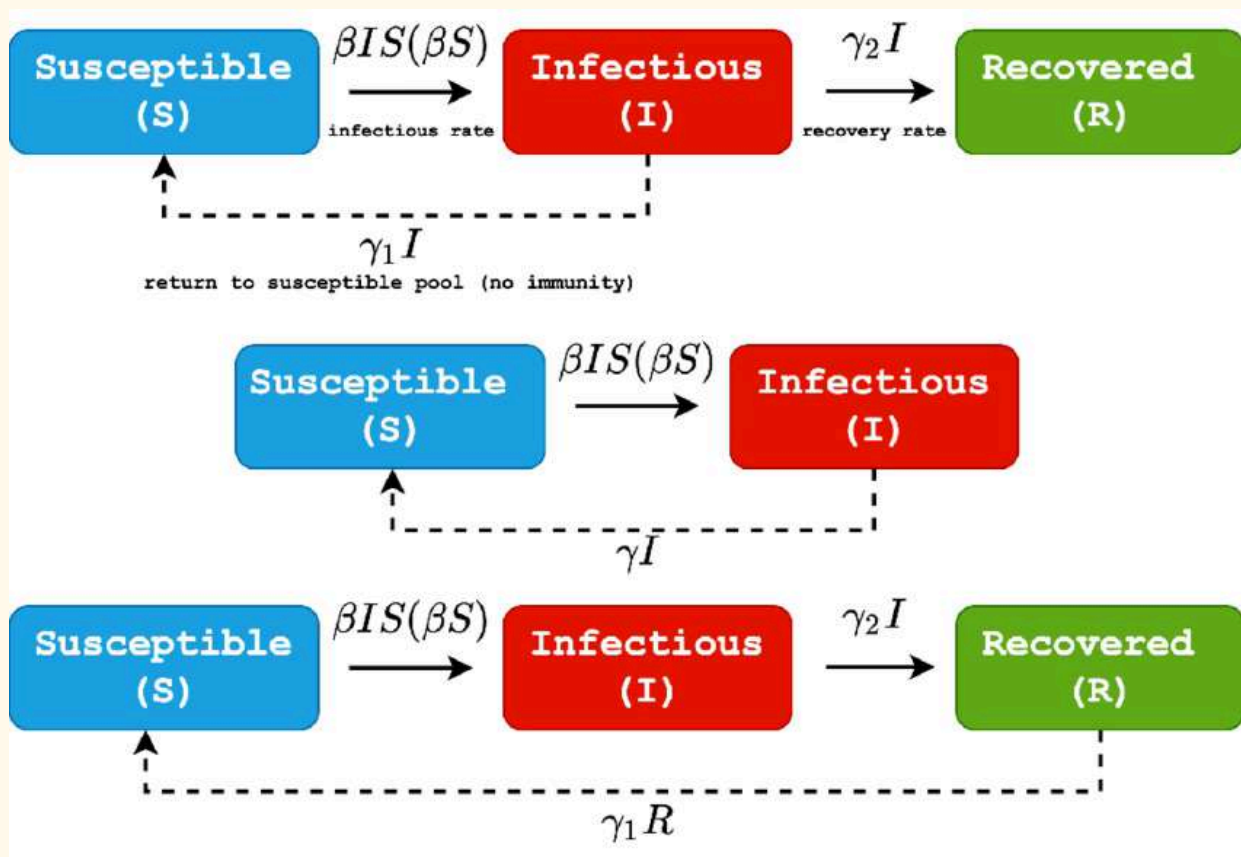 Susceptible
(S)
βIS(βS)
infectious rate
Infectious
(I)
γ₂I
recovery rate
Recovered
(R)
γ₁I
return to susceptible pool (no immunity)
Susceptible
(S)
βIS(βS)
Infectious
(I)
γI
Susceptible
(S)
βIS(βS)
Infectious
(I)
γ₂I
Recovered
(R)
γ₁R